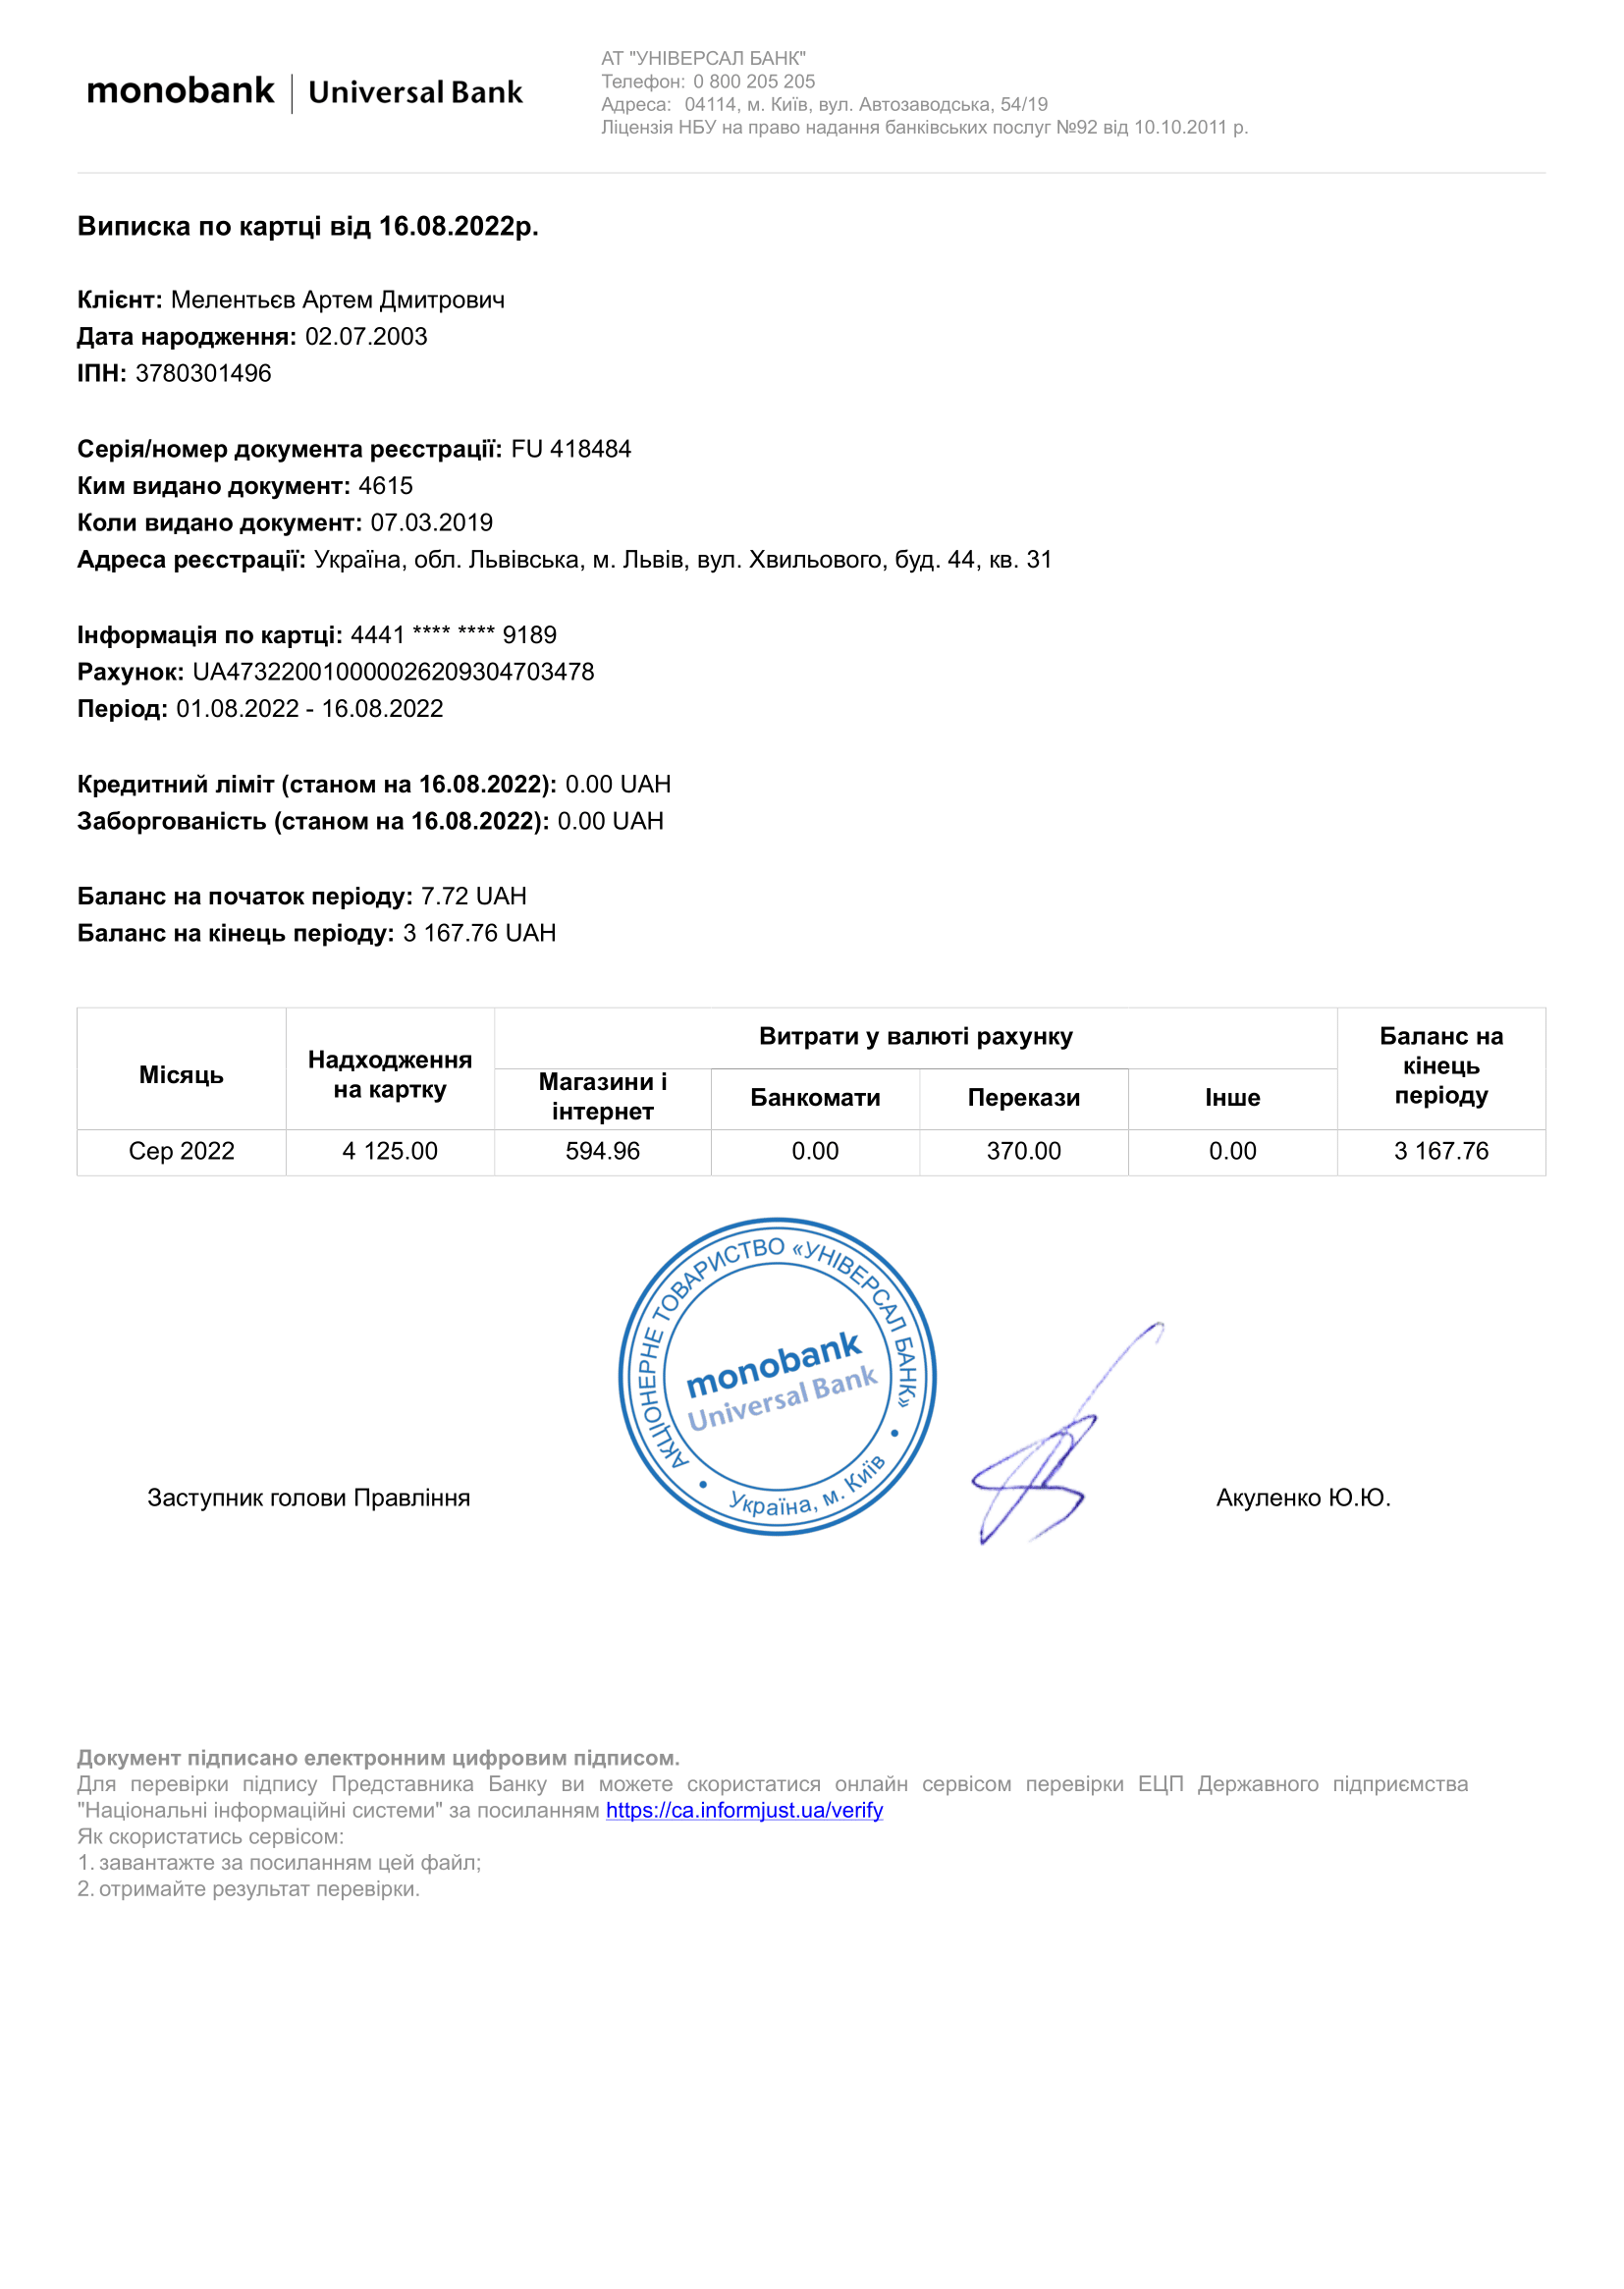 monobank | Universal Bank
АТ "УНІВЕРСАЛ БАНК"
Телефон: 0 800 205 205
Адреса: 04114, м. Київ, вул. Автозаводська, 54/19
Ліцензія НБУ на право надання банківських послуг №92 від 10.10.2011 р.
Виписка по картці від 16.08.2022р.
Клієнт: Мелентьєв Артем Дмитрович
Дата народження: 02.07.2003
ІПН: 3780301496
Серія/номер документа реєстрації: FU 418484
Ким видано документ: 4615
Коли видано документ: 07.03.2019
Адреса реєстрації: Україна, обл. Львівська, м. Львів, вул. Хвильового, буд. 44, кв. 31
Інформація по картці: 4441 **** **** 9189
Рахунок: UA473220010000026209304703478
Період: 01.08.2022 - 16.08.2022
Кредитний ліміт (станом на 16.08.2022): 0.00 UAH
Заборгованість (станом на 16.08.2022): 0.00 UAH
Баланс на початок періоду: 7.72 UAH
Баланс на кінець періоду: 3 167.76 UAH
Місяць
Надходження
на картку
Витрати у валюті рахунку
Магазини і
інтернет
Банкомати
Перекази
Інше
Баланс на
кінець
періоду
Сер 2022 4 125.00 594.96 0.00 370.00 0.00 3 167.76
АКЦІОНЕРНЕ ТОВАРИСТВО «УНІВЕРСАЛ БАНК»
monobank
Universal Bank
• Україна, м. Київ •
Заступник голови Правління
Акуленко Ю.Ю.
Документ підписано електронним цифровим підписом.
Для перевірки підпису Представника Банку ви можете скористатися онлайн сервісом перевірки ЕЦП Державного підприємства
"Національні інформаційні системи" за посиланням https://ca.informjust.ua/verify
Як скористатись сервісом:
1. завантажте за посиланням цей файл;
2. отримайте результат перевірки.